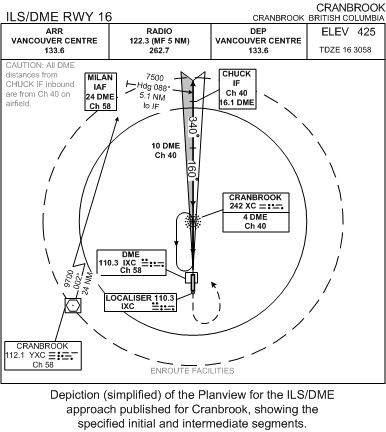 ILS/DME RWY 16
CRANBROOK
CRANBROOK BRITISH COLUMBIA
ARR
VANCOUVER CENTRE
133.6
RADIO
122.3 (MF 5 NM)
262.7
DEP
VANCOUVER CENTRE
133.6
ELEV 425
TDZE 16 3058
CAUTION: All DME
distances from
CHUCK IF inbound
are from Ch 40 on
airfield.
MILAN
IAF
24 DME
Ch 58
7500
Hdg 088°
5.1 NM
to IF
CHUCK
IF
Ch 40
16.1 DME
340°
10 DME
Ch 40
160°
CRANBROOK
242 XC
4 DME
Ch 40
DME
110.3 IXC
Ch 58
9700
002°
24 NM
LOCALISER 110.3
IXC
CRANBROOK
112.1 YXC
Ch 58
ENROUTE FACILITIES
Depiction (simplified) of the Planview for the ILS/DME
approach published for Cranbrook, showing the
specified initial and intermediate segments.